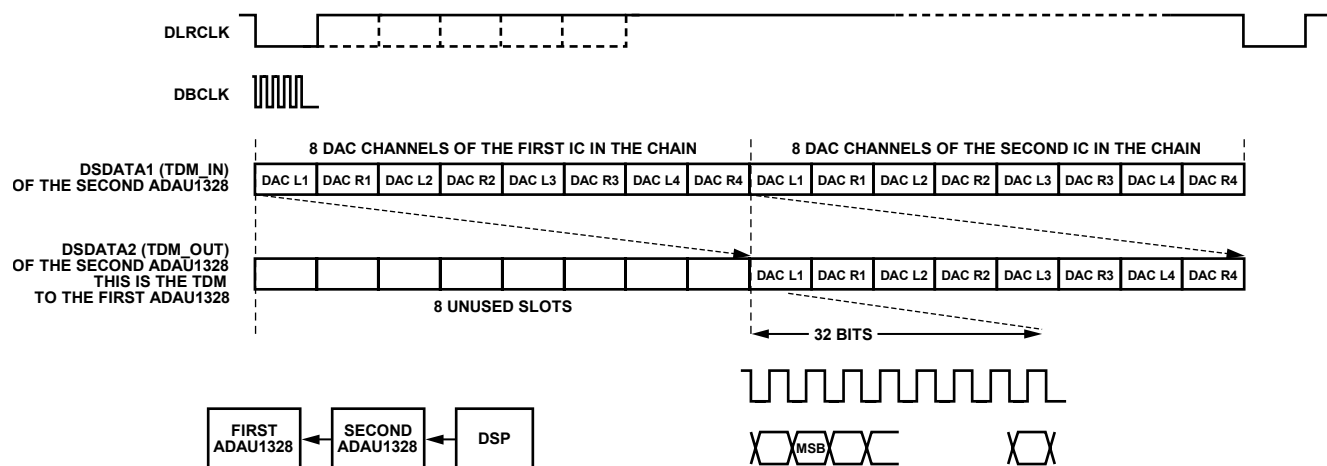 DLRCLK
DBCLK
8 DAC CHANNELS OF THE FIRST IC IN THE CHAIN
8 DAC CHANNELS OF THE SECOND IC IN THE CHAIN
DSDATA1 (TDM_IN)
OF THE SECOND ADAU1328
DAC L1 DAC R1 DAC L2 DAC R2 DAC L3 DAC R3 DAC L4 DAC R4 DAC L1 DAC R1 DAC L2 DAC R2 DAC L3 DAC R3 DAC L4 DAC R4
DSDATA2 (TDM_OUT)
OF THE SECOND ADAU1328
THIS IS THE TDM
TO THE FIRST ADAU1328
DAC L1 DAC R1 DAC L2 DAC R2 DAC L3 DAC R3 DAC L4 DAC R4
8 UNUSED SLOTS
32 BITS
FIRST
ADAU1328
SECOND
ADAU1328
DSP
MSB